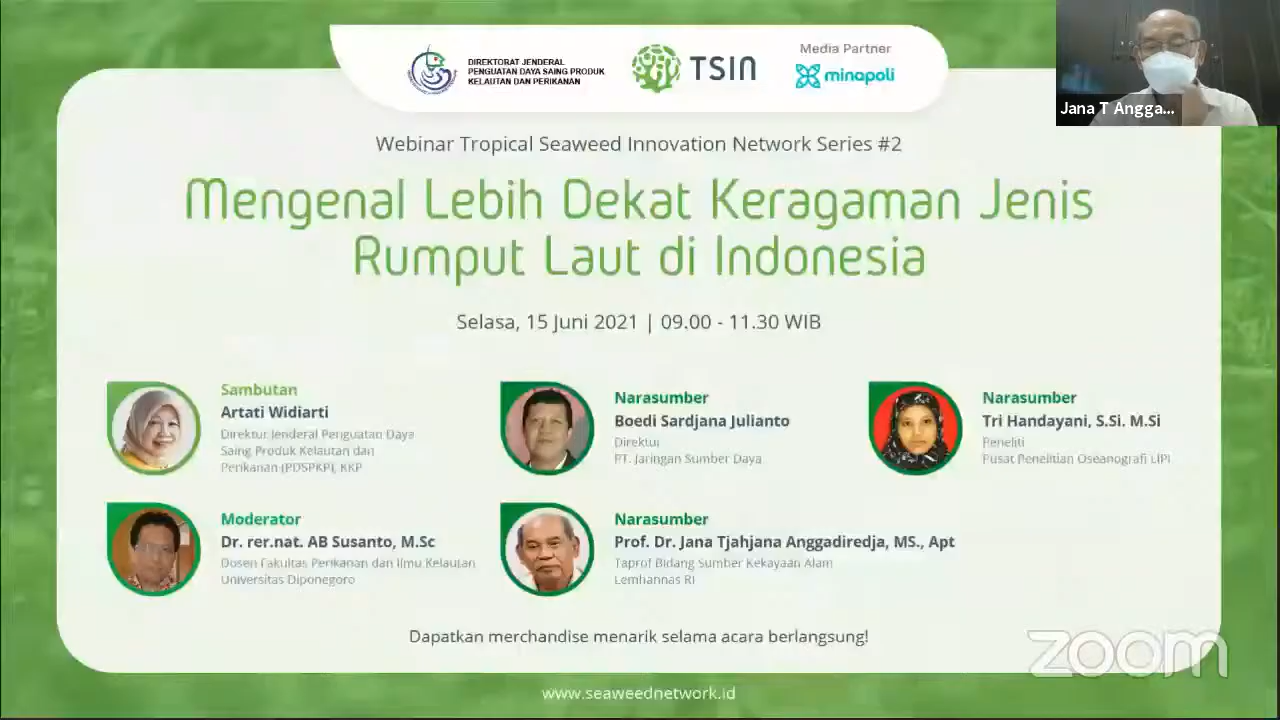 DIREKTORAT JENDERAL
PENGUATAN DAYA SAING PRODUK
KELAUTAN DAN PERIKANAN
TSIN
Media Partner
minapoli
Jana T Angga...
Webinar Tropical Seaweed Innovation Network Series #2
Mengenal Lebih Dekat Keragaman Jenis
Rumput Laut di Indonesia
Selasa, 15 Juni 2021 | 09.00 - 11.30 WIB
Sambutan
Artati Widiarti
Direktur Jenderal Penguatan Daya
Saing Produk Kelautan dan
Perikanan (PDSPKP), KKP
Narasumber
Boedi Sardjana Julianto
Direktur
PT. Jaringan Sumber Daya
Narasumber
Tri Handayani, S.Si. M.Si
Peneliti
Pusat Penelitian Oseanografi LIPI
Moderator
Dr. rer.nat. AB Susanto, M.Sc
Dosen Fakultas Perikanan dan Ilmu Kelautan
Universitas Diponegoro
Narasumber
Prof. Dr. Jana Tjahjana Anggadiredja, MS., Apt
Taprof Bidang Sumber Kekayaan Alam
Lemhannas RI
Dapatkan merchandise menarik selama acara berlangsung!
zoom
www.seaweednetwork.id